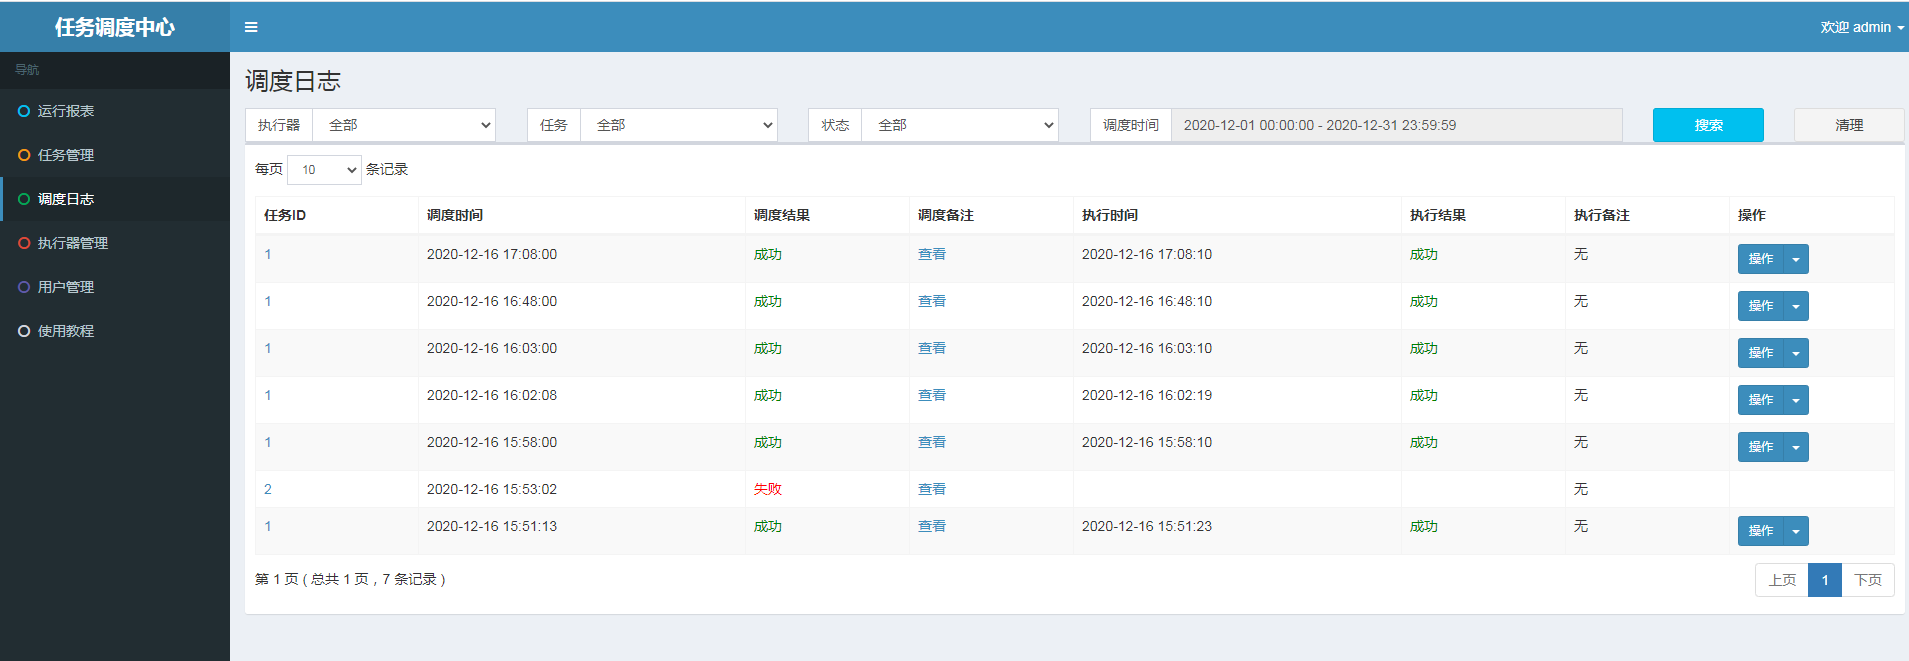 任务调度中心
欢迎 admin
导航
运行报表
任务管理
调度日志
执行器管理
用户管理
使用教程
调度日志
执行器 全部 任务 全部 状态 全部 调度时间 2020-12-01 00:00:00 - 2020-12-31 23:59:59 搜索 清理
每页 10 条记录
任务ID 调度时间 调度结果 调度备注 执行时间 执行结果 执行备注 操作
1 2020-12-16 17:08:00 成功 查看 2020-12-16 17:08:10 成功 无 操作
1 2020-12-16 16:48:00 成功 查看 2020-12-16 16:48:10 成功 无 操作
1 2020-12-16 16:03:00 成功 查看 2020-12-16 16:03:10 成功 无 操作
1 2020-12-16 16:02:08 成功 查看 2020-12-16 16:02:19 成功 无 操作
1 2020-12-16 15:58:00 成功 查看 2020-12-16 15:58:10 成功 无 操作
2 2020-12-16 15:53:02 失败 查看 无
1 2020-12-16 15:51:13 成功 查看 2020-12-16 15:51:23 成功 无 操作
第 1 页 ( 总共 1 页，7 条记录 ) 上页 1 下页